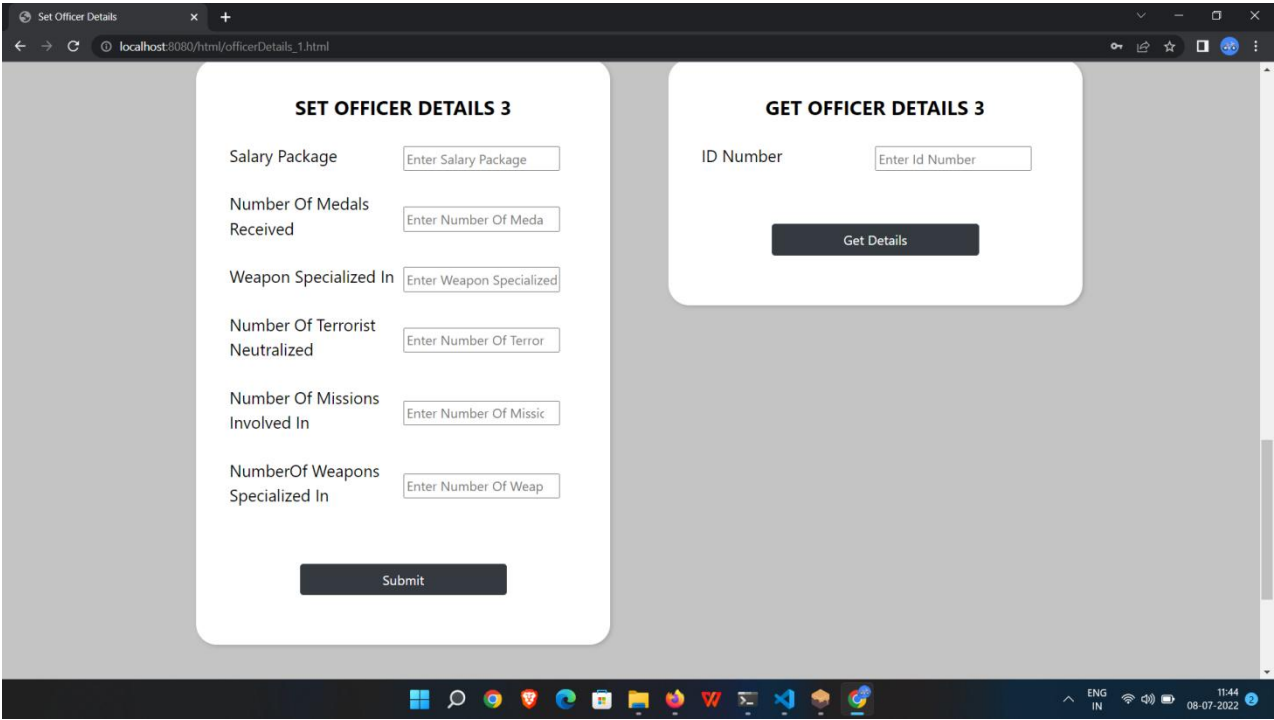 Set Officer Details
localhost:8080/html/officerDetails_1.html
SET OFFICER DETAILS 3
Salary Package
Enter Salary Package
Number Of Medals
Received
Enter Number Of Meda
Weapon Specialized In
Enter Weapon Specialized
Number Of Terrorist
Neutralized
Enter Number Of Terror
Number Of Missions
Involved In
Enter Number Of Missic
NumberOf Weapons
Specialized In
Enter Number Of Weap
Submit
GET OFFICER DETAILS 3
ID Number
Enter Id Number
Get Details
ENG
IN
11:44
08-07-2022
2